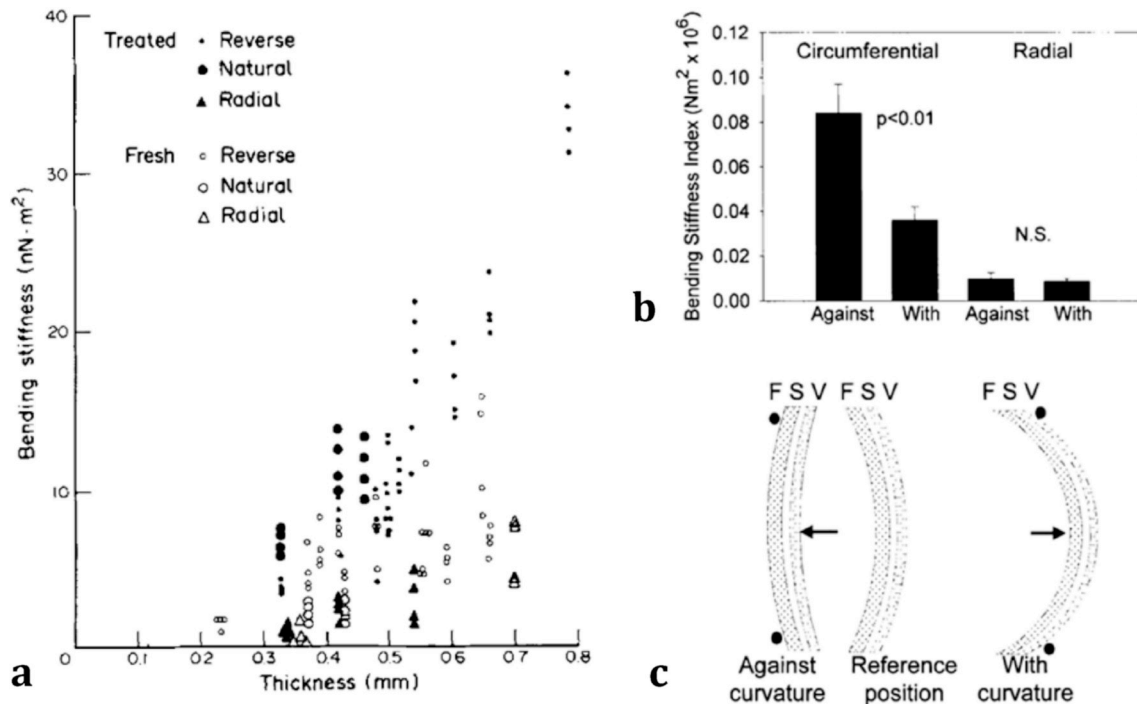 40
30
20
10
0
Bending stiffness (nN·m²)
Treated
Reverse
Natural
Radial
Fresh
Reverse
Natural
Radial
0.1 0.2 0.3 0.4 0.5 0.6 0.7 0.8
Thickness (mm)
a
Bending Stiffness Index (Nm² x 10⁶)
0.12
0.10
0.08
0.06
0.04
0.02
0.00
Circumferential Radial
p<0.01
N.S.
Against With Against With
b
F S V F S V F S V
Against curvature
Reference position
With curvature
c